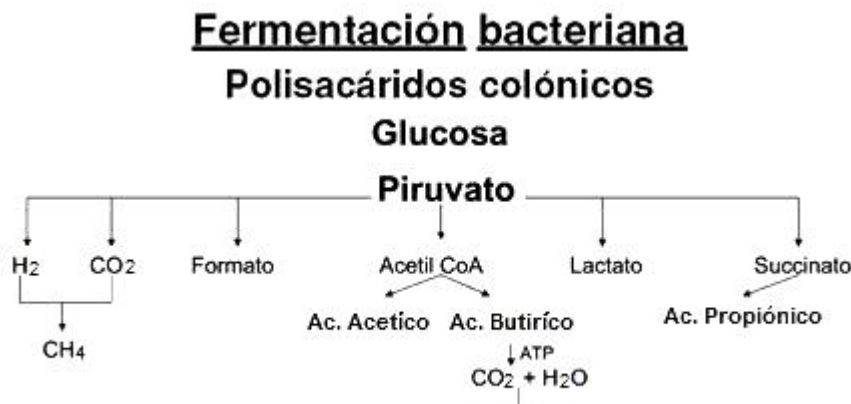 Fermentación bacteriana
Polisacáridos colónicos
Glucosa
Piruvato
H2 CO2 Formato Acetil CoA Lactato Succinato
Ac. Acetíco Ac. Butiríco Ac. Propiónico
CH4
ATP
CO2 + H2O